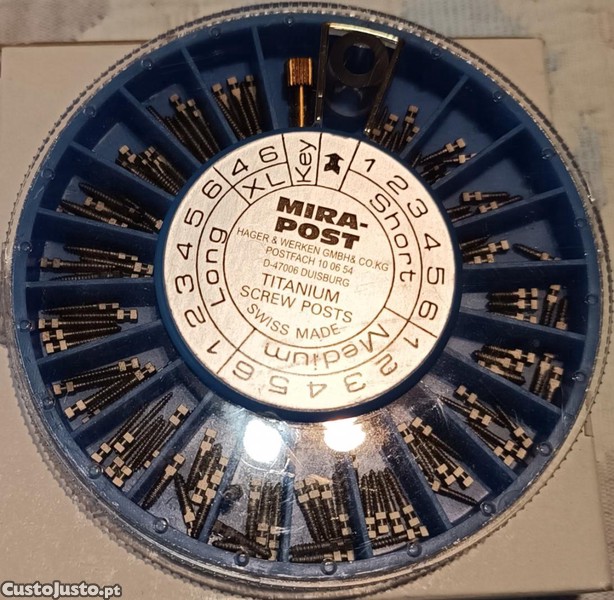 MIRA-
POST
HAGER & WERKEN GMBH& CO.KG
POSTFACH 10 06 54
D-47006 DUISBURG
TITANIUM
SCREW POSTS
SWISS MADE
Key
1 2 3 4 5 6
Short
1 2 3 4 5 6
Medium
1 2 3 4 5 6
Long
4 6
XL
CustoJusto.pt